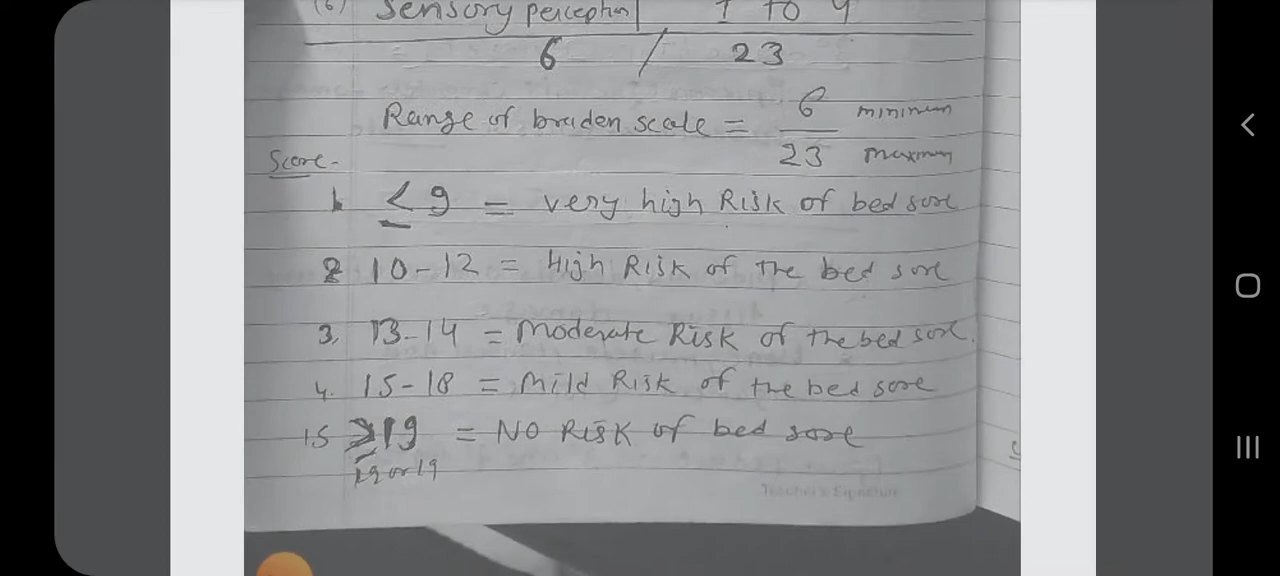 (6) Sensory perception 1 to 4
6 / 23
Range of braden scale = 6 minimum
23 maximum
Score-
1. ≤ 9 = very high Risk of bed sore
2 10-12 = High Risk of the bed sore
3. 13-14 = Moderate Risk of the bed sore.
4. 15-18 = Mild Risk of the bed sore
5 ≥19 = NO Risk of bed sore
19 or 19
Teacher's Signature